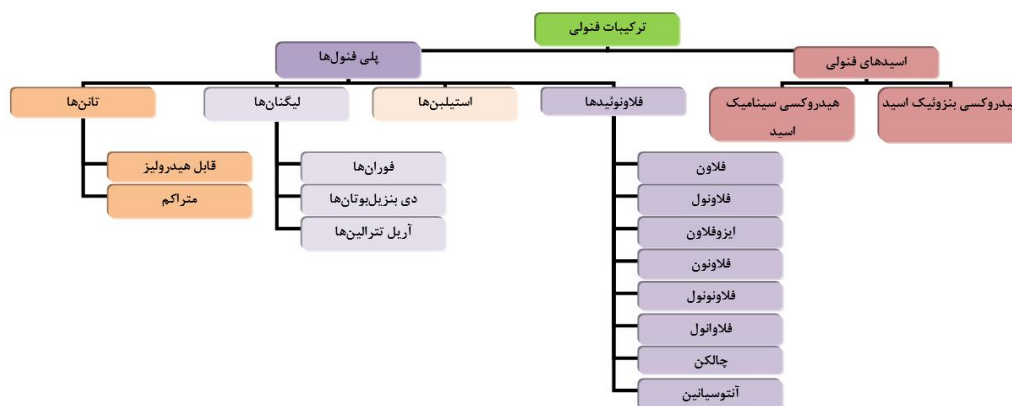 ترکیبات فنولی
اسیدهای فنولی
پلی فنول‌ها
یدروکسی بنزوئیک اسید
هیدروکسی سینامیک
اسید
فلاونوئیدها
استیلبن‌ها
لیگنان‌ها
تانن‌ها
فلاون
فلاونول
ایزوفلاون
فلاونون
فلاونونول
فلاوانول
چالکن
آنتوسیانین
فوران‌ها
دی بنزیل‌بوتان‌ها
آریل تترالین‌ها
قابل هیدرولیز
متراکم